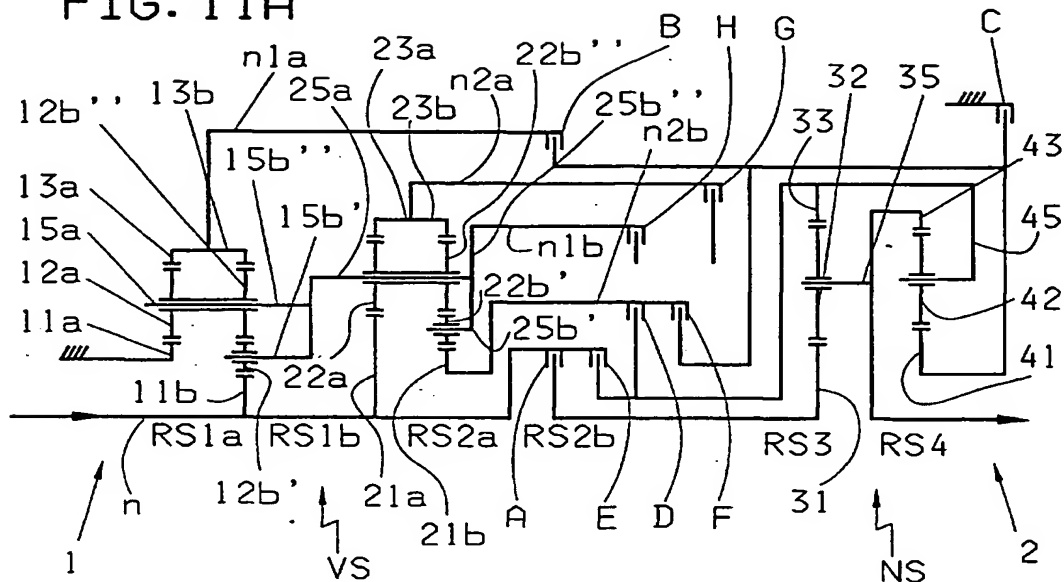 FIG. 11A
B H G C
23a 22b''
n1a n2a
12b'' 13b 25a 23b 25b'' 32 35
n2b 33
15b'' 43
13a 15b'
15a n1b 45
12a 22b'
11a 25b' 42
22a
11b 41
RS1a RS1b RS2a RS2b RS3 RS4
n 12b' 21a 21b A E D F 31
1 VS NS 2